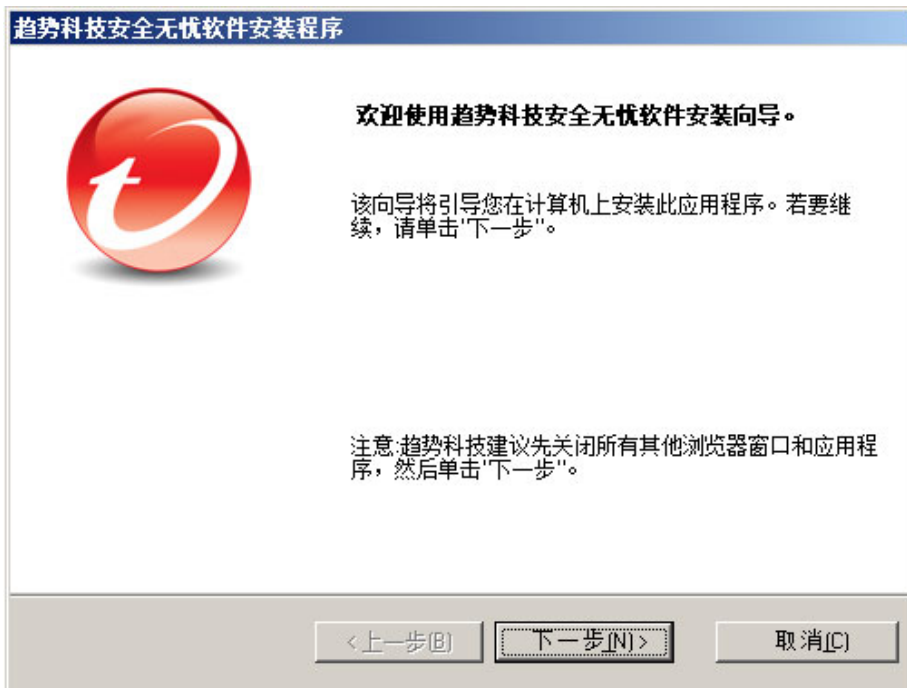 趋势科技安全无忧软件安装程序
欢迎使用趋势科技安全无忧软件安装向导。
该向导将引导您在计算机上安装此应用程序。若要继
续，请单击"下一步"。
注意:趋势科技建议先关闭所有其他浏览器窗口和应用程
序，然后单击"下一步"。
<上一步(B) 下一步(N)> 取消(C)